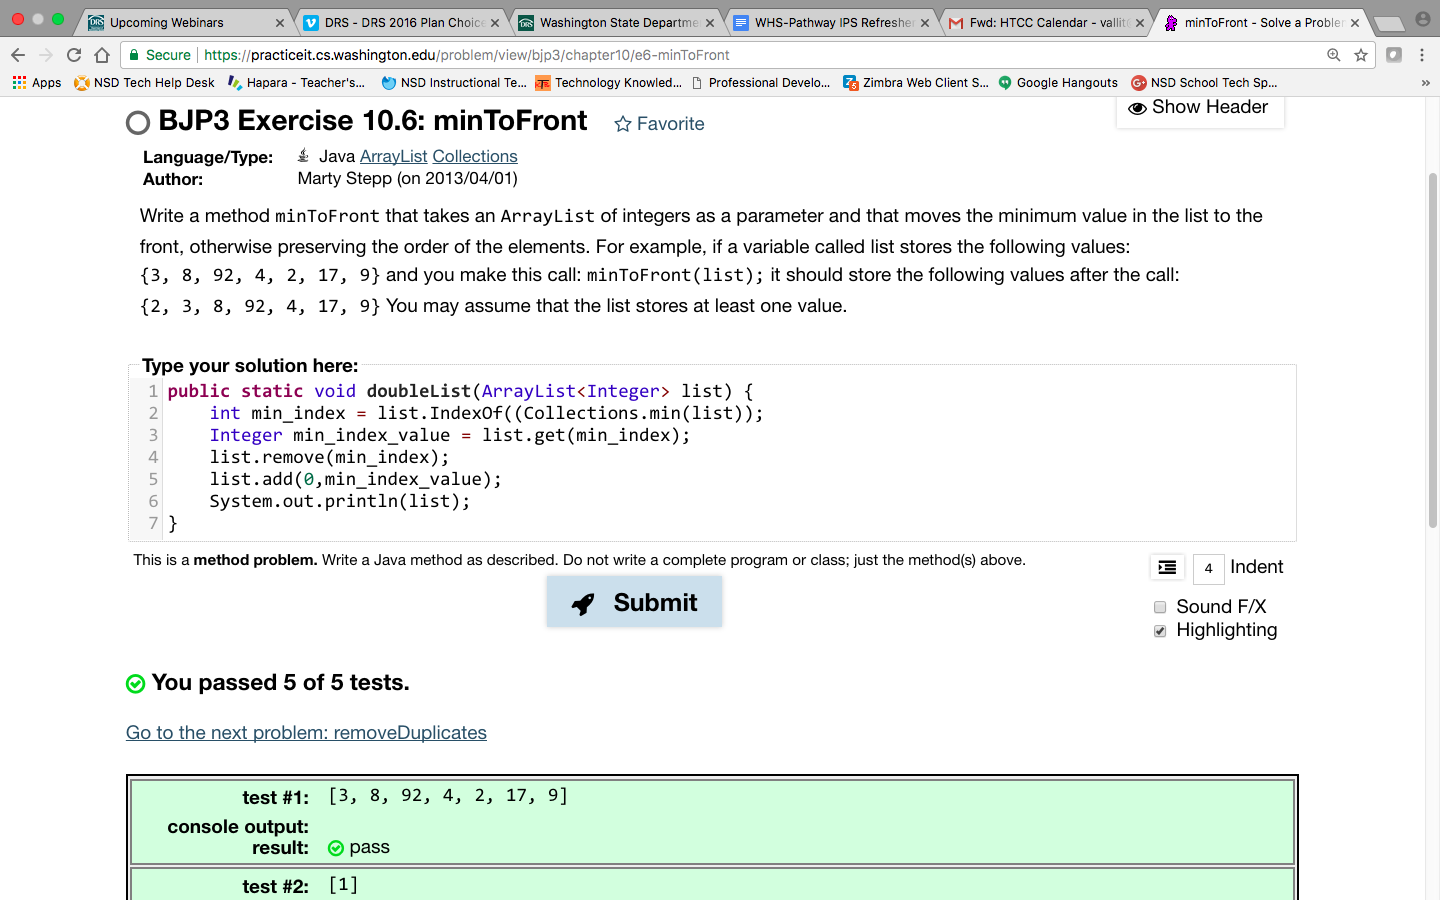 Upcoming Webinars
DRS - DRS 2016 Plan Choice
Washington State Departme
WHS-Pathway IPS Refresher
Fwd: HTCC Calendar - vallit@
minToFront - Solve a Problem
Secure https://practiceit.cs.washington.edu/problem/view/bjp3/chapter10/e6-minToFront
Apps NSD Tech Help Desk Hapara - Teacher's... NSD Instructional Te... Technology Knowled... Professional Develo... Zimbra Web Client S... Google Hangouts NSD School Tech Sp... »
BJP3 Exercise 10.6: minToFront Favorite
Show Header
Language/Type: Java ArrayList Collections
Author: Marty Stepp (on 2013/04/01)
Write a method minToFront that takes an ArrayList of integers as a parameter and that moves the minimum value in the list to the
front, otherwise preserving the order of the elements. For example, if a variable called list stores the following values:
{3, 8, 92, 4, 2, 17, 9} and you make this call: minToFront(list); it should store the following values after the call:
{2, 3, 8, 92, 4, 17, 9} You may assume that the list stores at least one value.
Type your solution here:
1 public static void doubleList(ArrayList<Integer> list) {
2 int min_index = list.IndexOf((Collections.min(list));
3 Integer min_index_value = list.get(min_index);
4 list.remove(min_index);
5 list.add(0,min_index_value);
6 System.out.println(list);
7 }
This is a method problem. Write a Java method as described. Do not write a complete program or class; just the method(s) above.
4 Indent
Submit
Sound F/X
Highlighting
You passed 5 of 5 tests.
Go to the next problem: removeDuplicates
test #1: [3, 8, 92, 4, 2, 17, 9]
console output:
result: pass
test #2: [1]